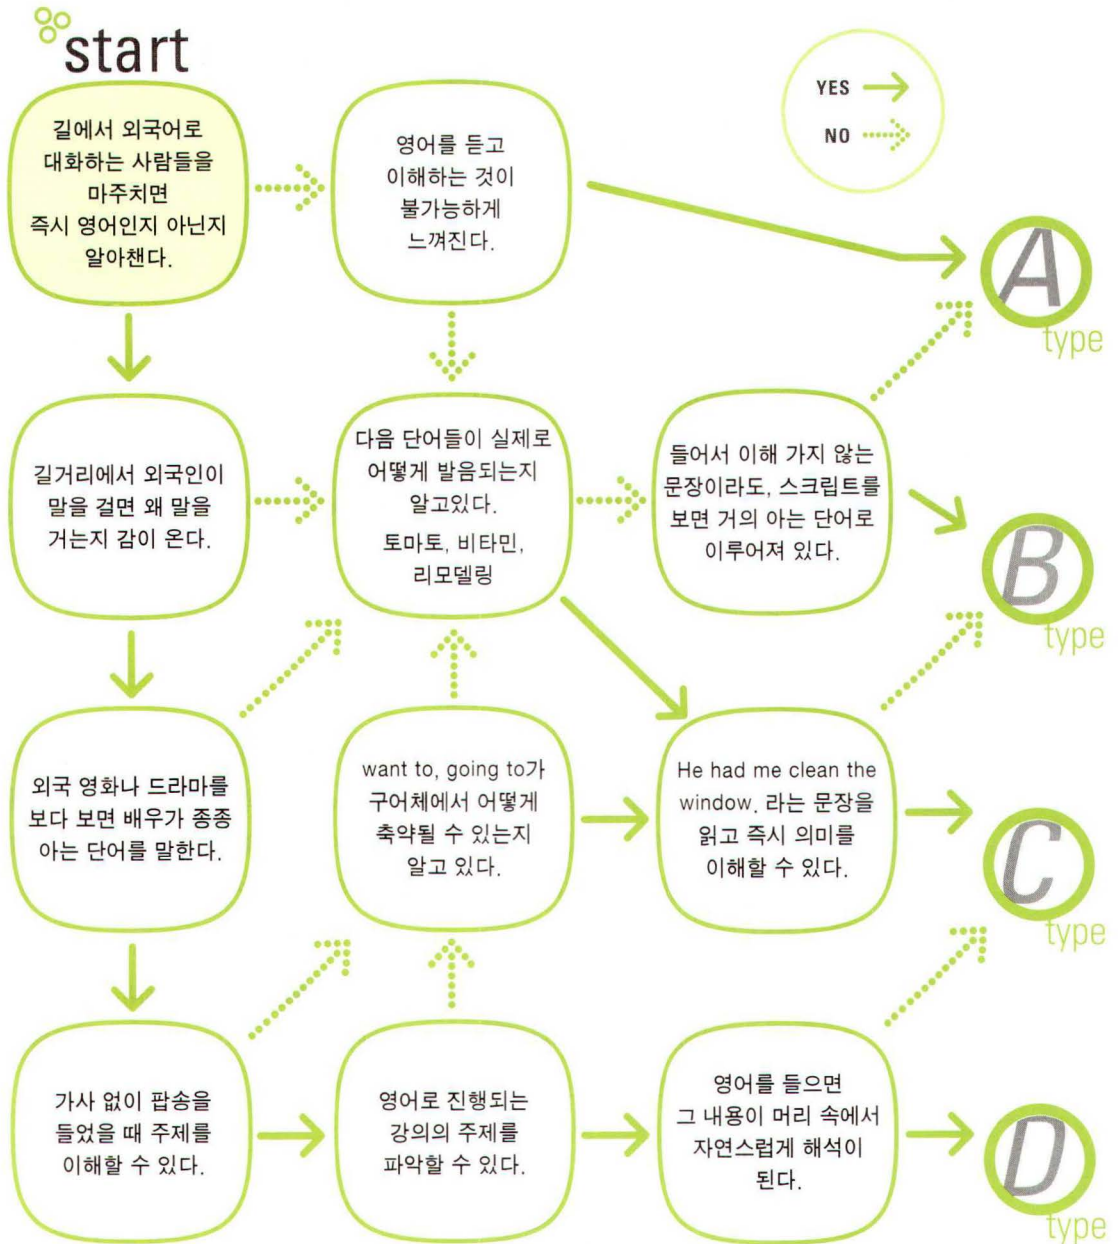 start
YES
NO
길에서 외국어로
대화하는 사람들을
마주치면
즉시 영어인지 아닌지
알아챈다.
영어를 듣고
이해하는 것이
불가능하게
느껴진다.
A
type
길거리에서 외국인이
말을 걸면 왜 말을
거는지 감이 온다.
다음 단어들이 실제로
어떻게 발음되는지
알고있다.
토마토, 비타민,
리모델링
들어서 이해 가지 않는
문장이라도, 스크립트를
보면 거의 아는 단어로
이루어져 있다.
B
type
외국 영화나 드라마를
보다 보면 배우가 종종
아는 단어를 말한다.
want to, going to가
구어체에서 어떻게
축약될 수 있는지
알고 있다.
He had me clean the
window. 라는 문장을
읽고 즉시 의미를
이해할 수 있다.
C
type
가사 없이 팝송을
들었을 때 주제를
이해할 수 있다.
영어로 진행되는
강의의 주제를
파악할 수 있다.
영어를 들으면
그 내용이 머리 속에서
자연스럽게 해석이
된다.
D
type